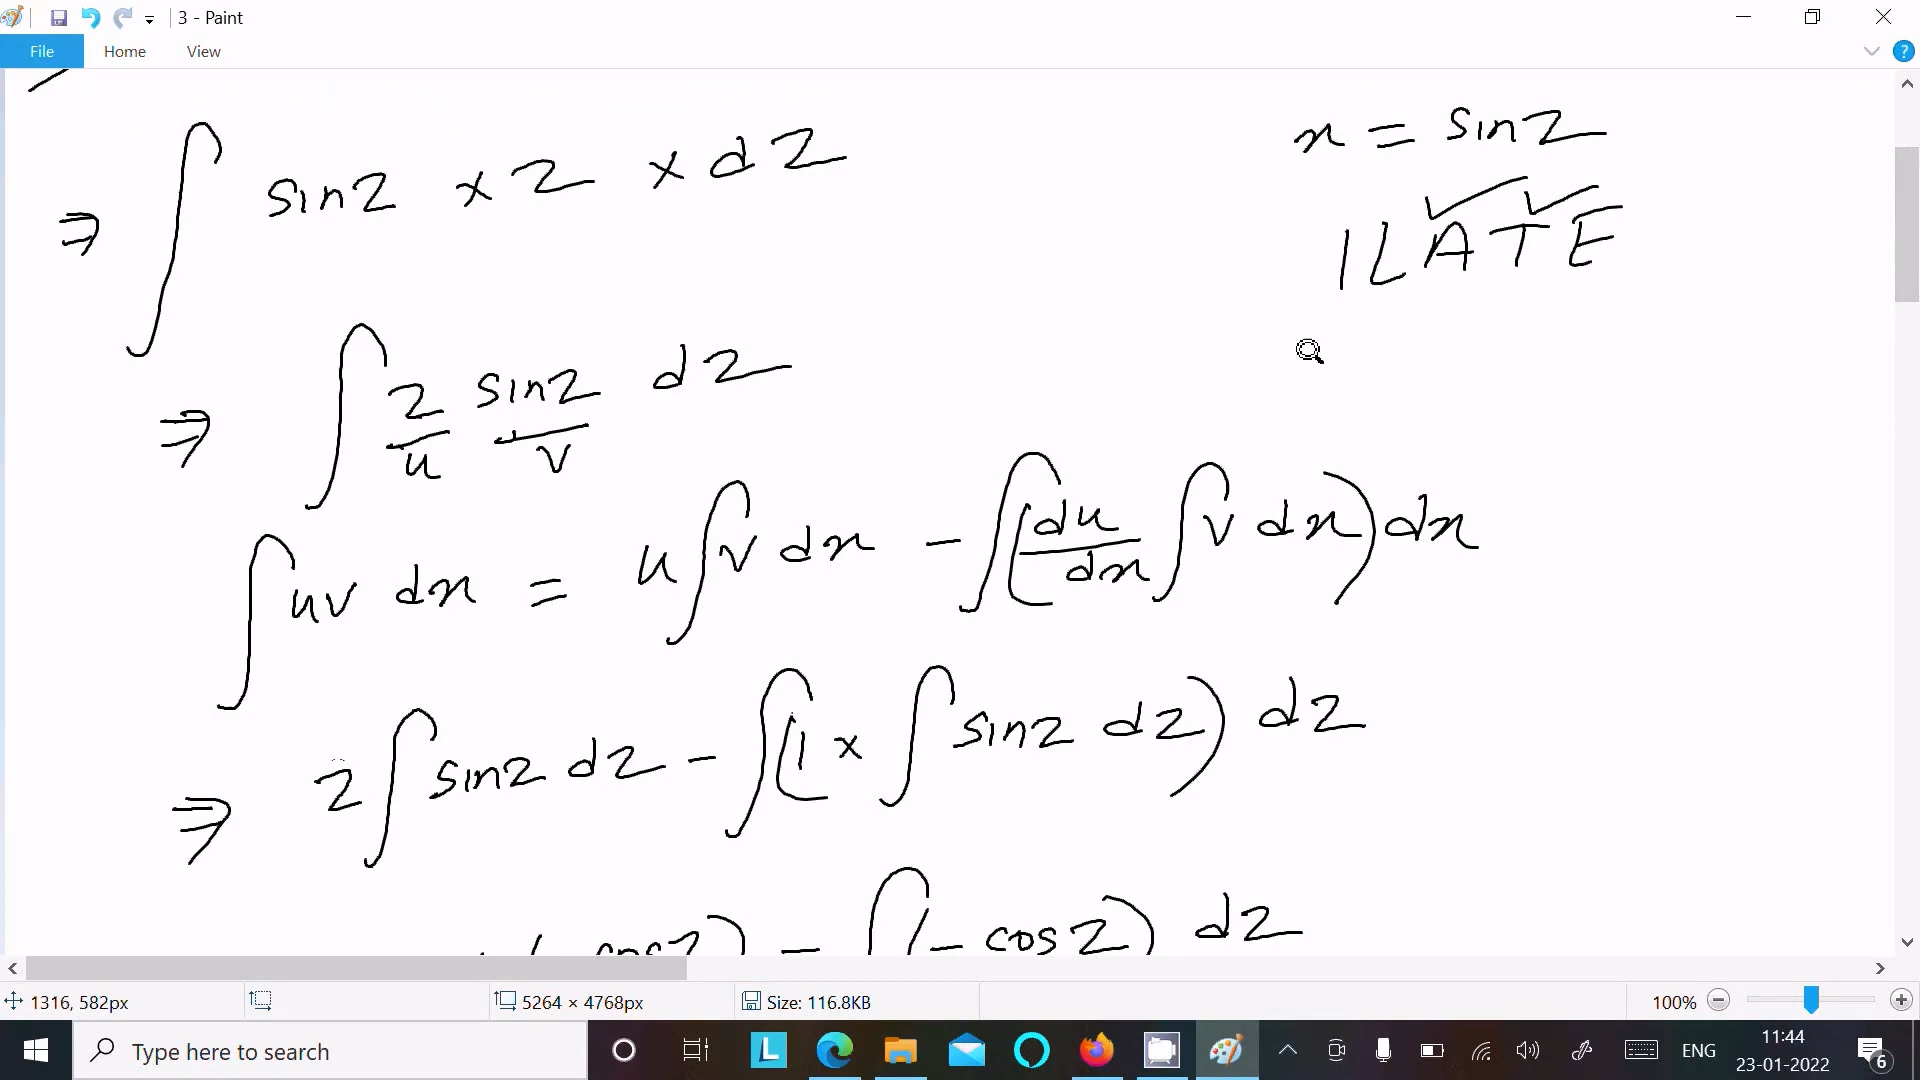 3 - Paint
File Home View
⇒ ∫ sinz × z × dz
x = sinz
ILATE
⇒ ∫ z sinz dz
u v
∫ uv dx = u ∫ v dx - ∫ (du/dx ∫ v dx) dx
⇒ z ∫ sinz dz - ∫ (1 × ∫ sinz dz) dz
(cosz) - ∫ (- cosz) dz
1316, 582px 5264 × 4768px Size: 116.8KB 100%
Type here to search
ENG 11:44
23-01-2022 6